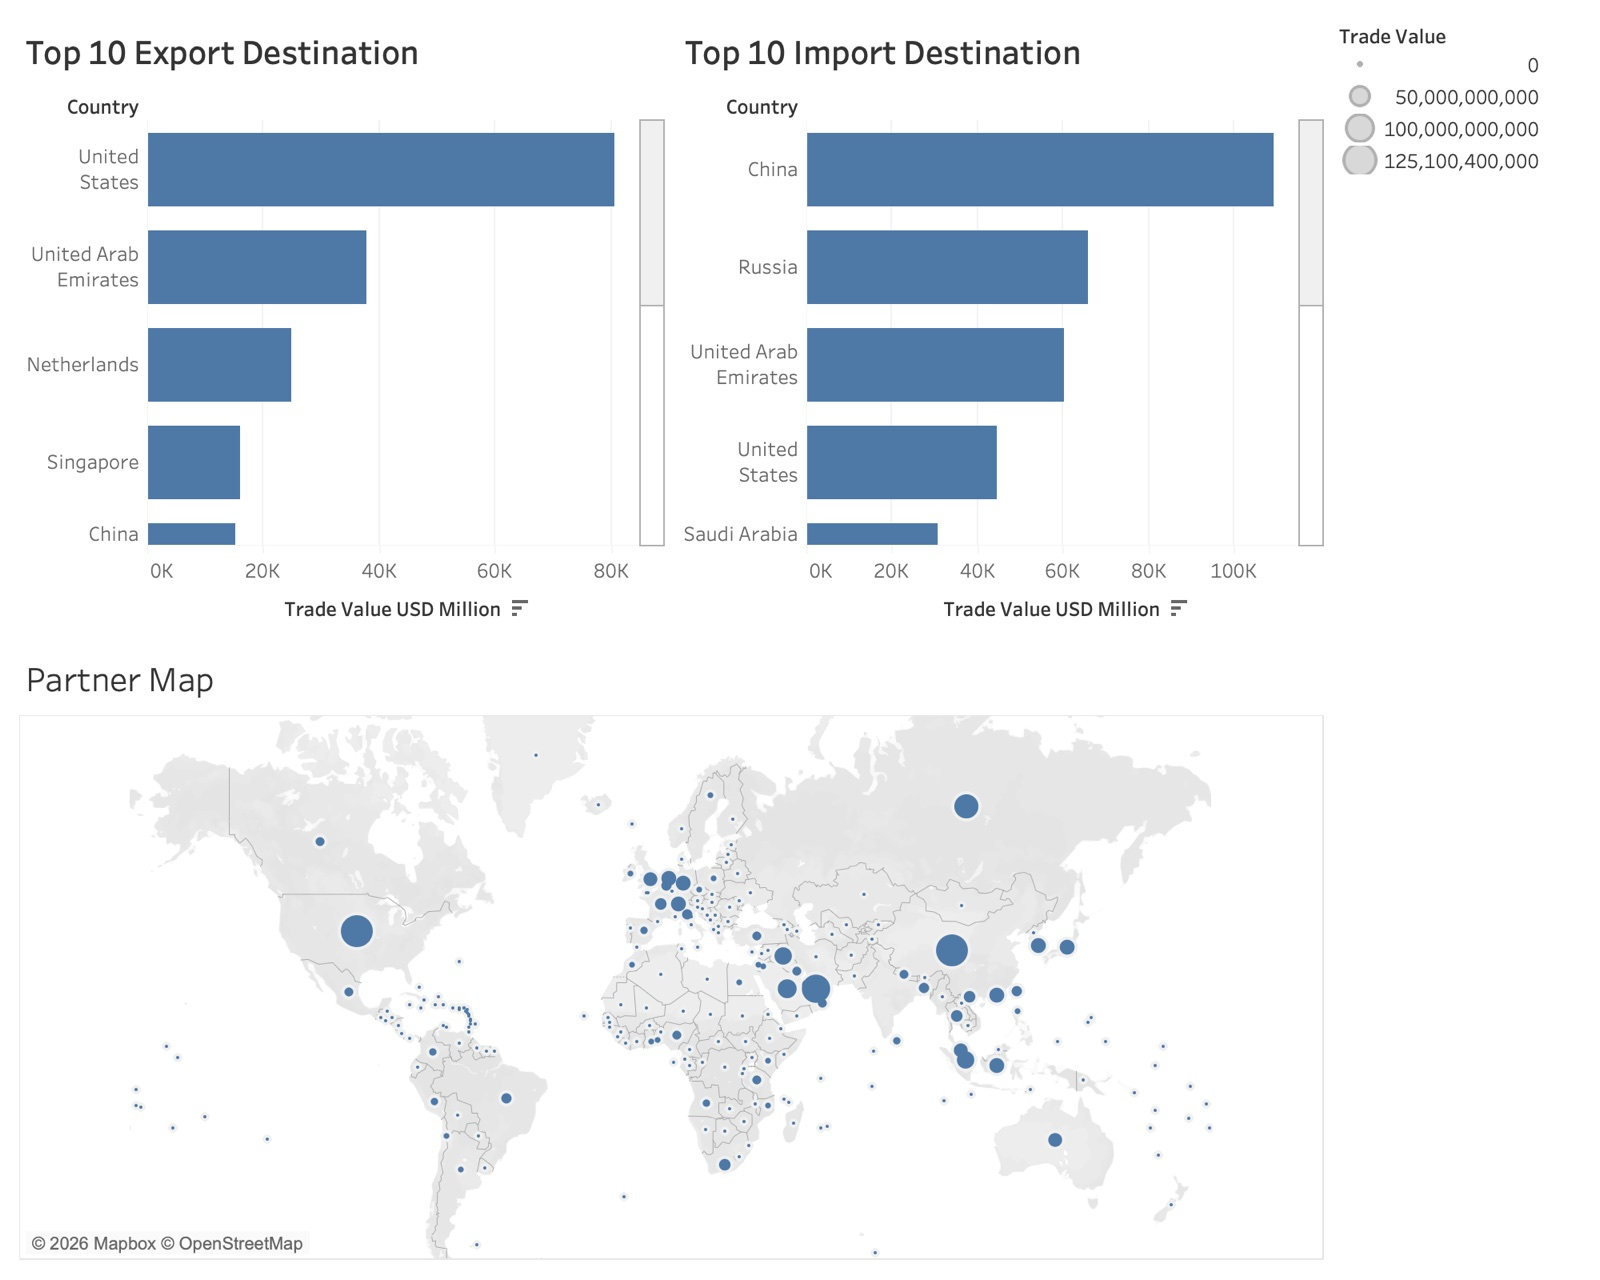 Top 10 Export Destination
Country
United
States
United Arab
Emirates
Netherlands
Singapore
China
0K 20K 40K 60K 80K
Trade Value USD Million
Top 10 Import Destination
Country
China
Russia
United Arab
Emirates
United
States
Saudi Arabia
0K 20K 40K 60K 80K 100K
Trade Value USD Million
Trade Value
0
50,000,000,000
100,000,000,000
125,100,400,000
Partner Map
© 2026 Mapbox © OpenStreetMap